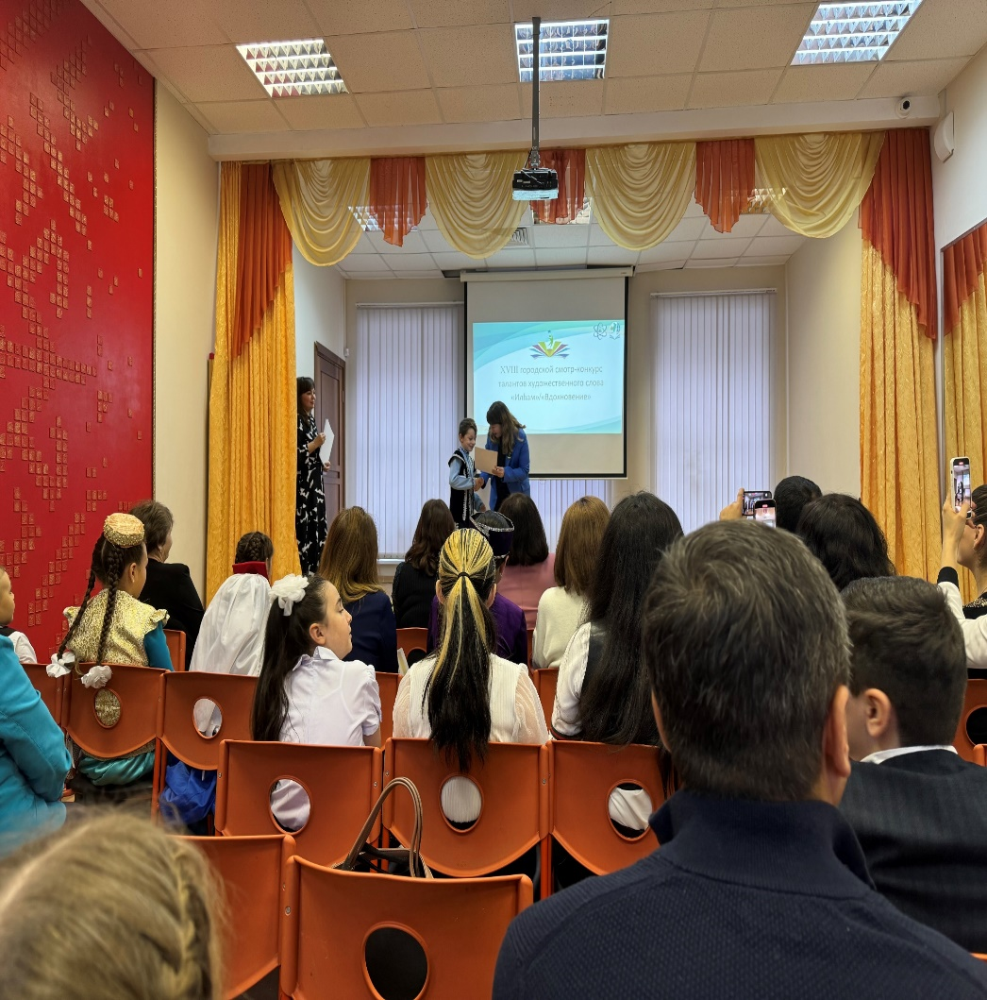 XVIII городской смотр-конкурс
талантов художественного слова
«Илһам»/«Вдохновение»